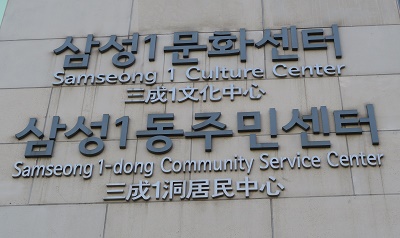 삼성1문화센터
Samseong 1 Culture Center
三成1文化中心
삼성1동주민센터
Samseong 1-dong Community Service Center
三成1洞居民中心